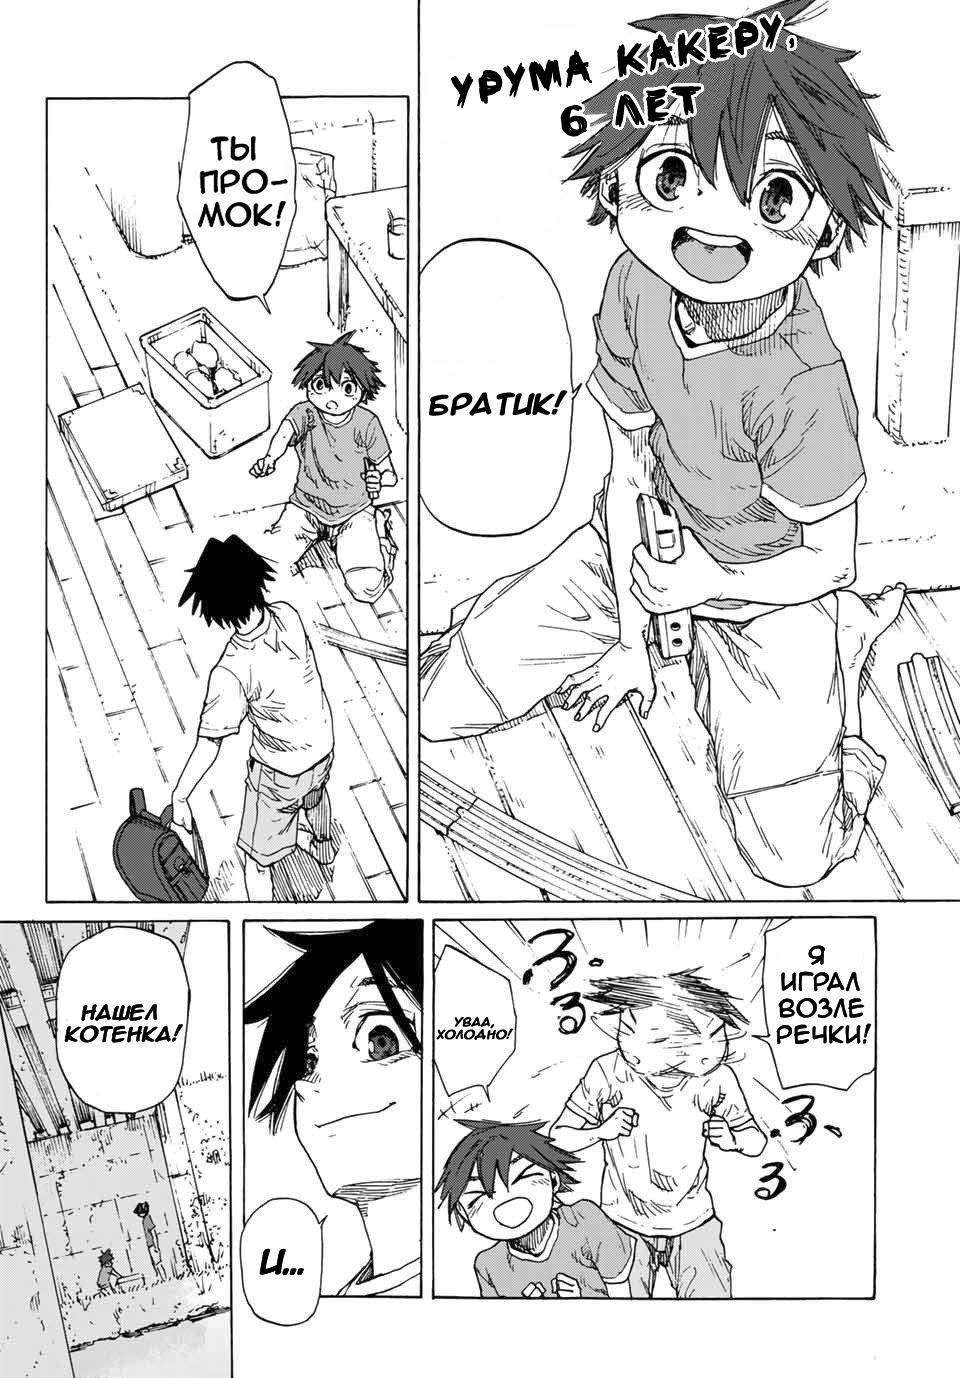 УРУМА КАКЕРУ,
6 ЛЕТ
БРАТИК!
ТЫ
ПРО-
МОК!
Я
ИГРАЛ
ВОЗЛЕ
РЕЧКИ!
УВАА,
ХОЛОДНО!
И...
НАШЕЛ
КОТЕНКА!